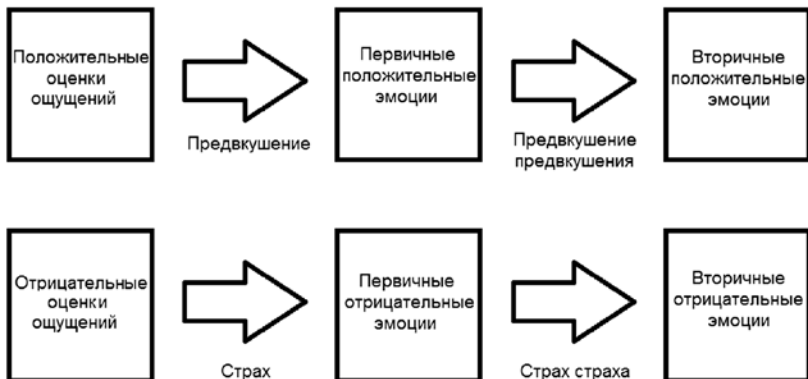 Положительные
оценки
ощущений
Предвкушение
Первичные
положительные
эмоции
Предвкушение
предвкушения
Вторичные
положительные
эмоции
Отрицательные
оценки
ощущений
Страх
Первичные
отрицательные
эмоции
Страх страха
Вторичные
отрицательные
эмоции